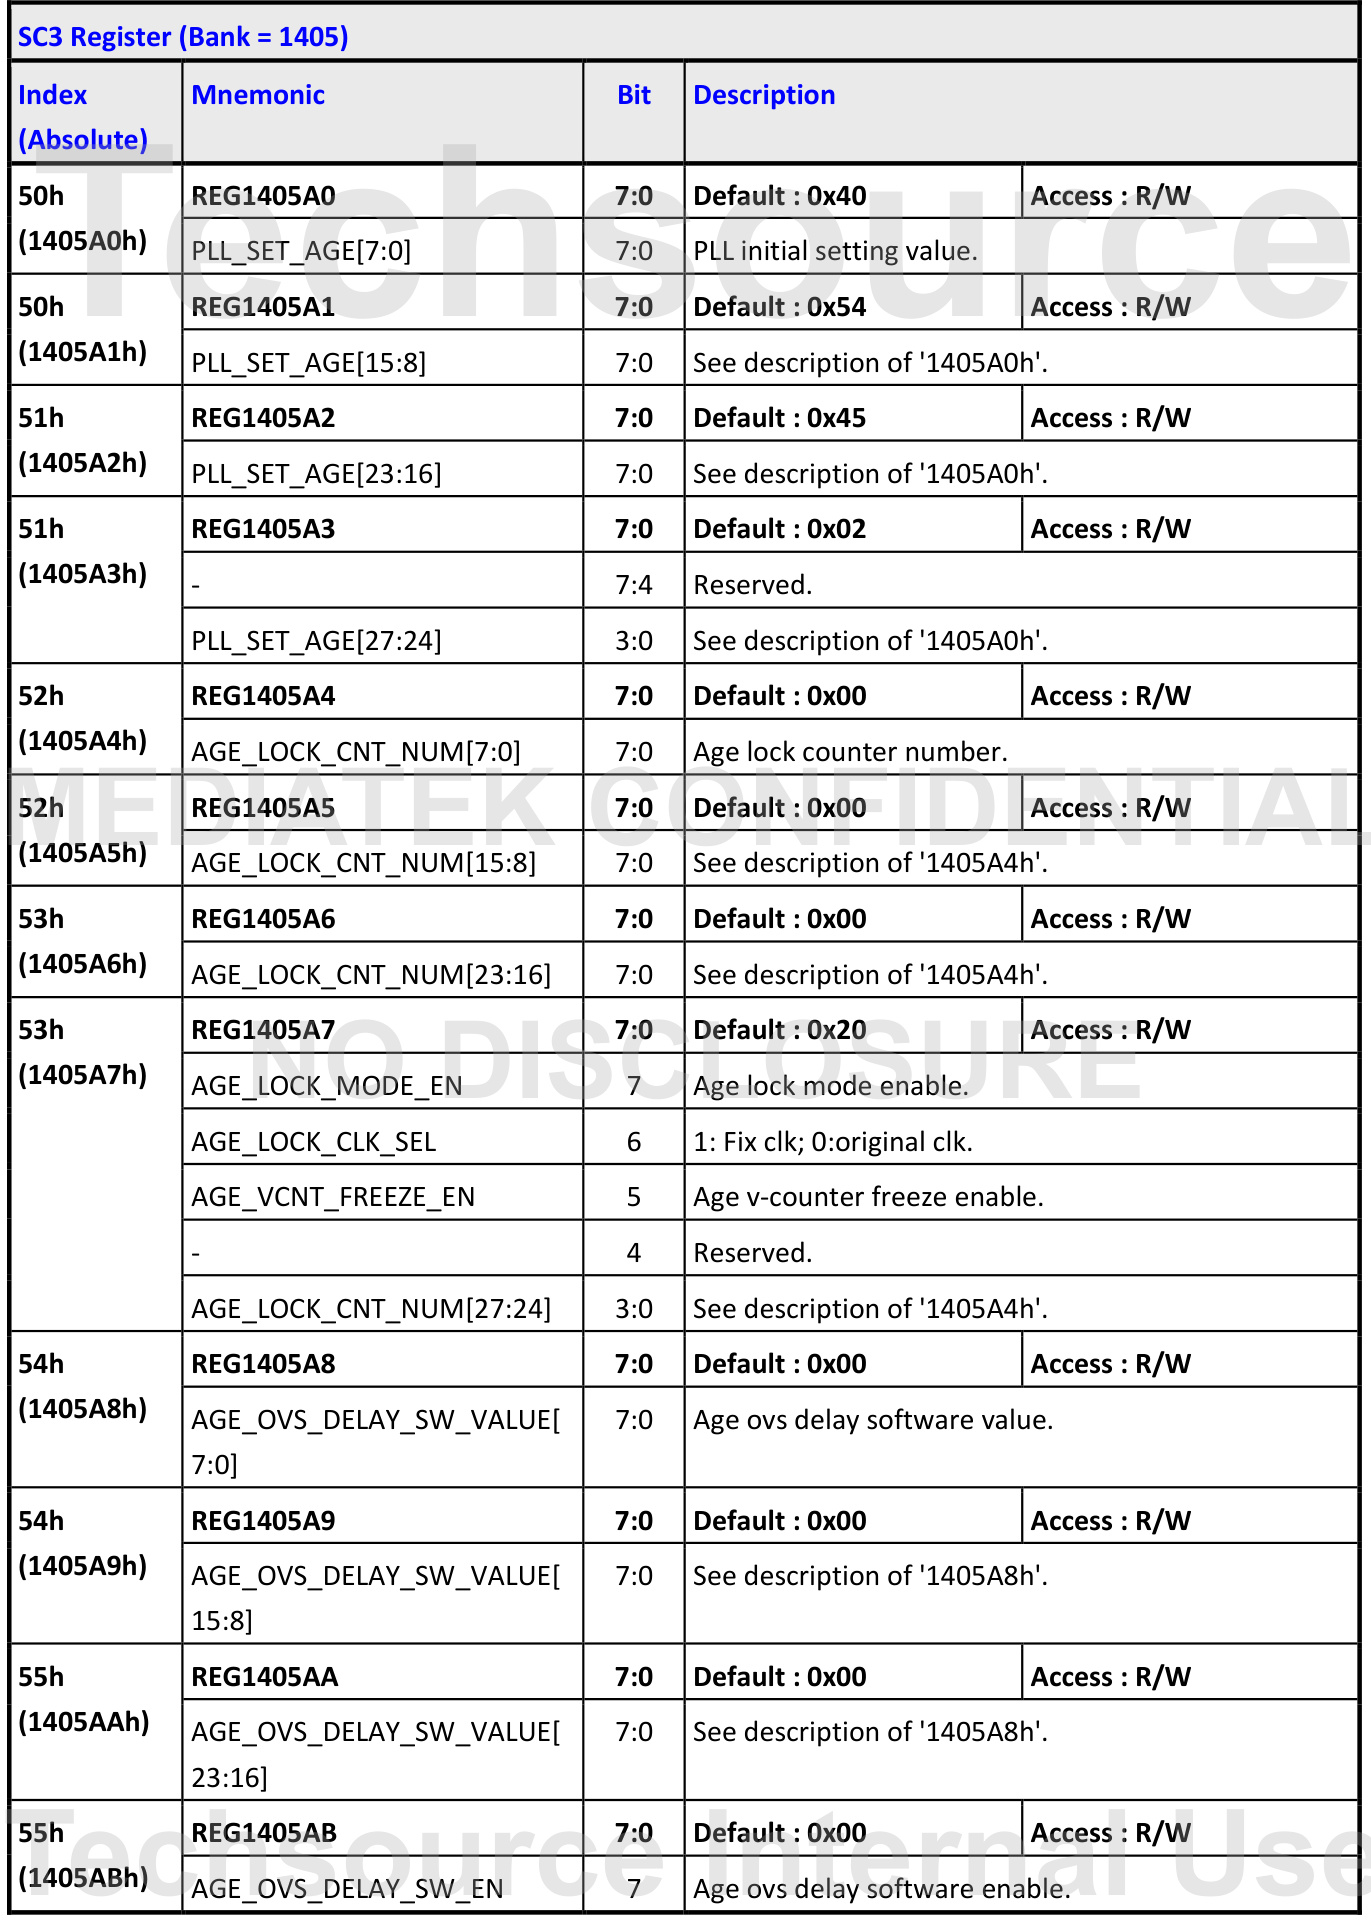 SC3 Register (Bank = 1405)
Index (Absolute) Mnemonic Bit Description
50h (1405A0h) REG1405A0 7:0 Default : 0x40 Access : R/W
PLL_SET_AGE[7:0] 7:0 PLL initial setting value.
50h (1405A1h) REG1405A1 7:0 Default : 0x54 Access : R/W
PLL_SET_AGE[15:8] 7:0 See description of '1405A0h'.
51h (1405A2h) REG1405A2 7:0 Default : 0x45 Access : R/W
PLL_SET_AGE[23:16] 7:0 See description of '1405A0h'.
51h (1405A3h) REG1405A3 7:0 Default : 0x02 Access : R/W
- 7:4 Reserved.
PLL_SET_AGE[27:24] 3:0 See description of '1405A0h'.
52h (1405A4h) REG1405A4 7:0 Default : 0x00 Access : R/W
AGE_LOCK_CNT_NUM[7:0] 7:0 Age lock counter number.
52h (1405A5h) REG1405A5 7:0 Default : 0x00 Access : R/W
AGE_LOCK_CNT_NUM[15:8] 7:0 See description of '1405A4h'.
53h (1405A6h) REG1405A6 7:0 Default : 0x00 Access : R/W
AGE_LOCK_CNT_NUM[23:16] 7:0 See description of '1405A4h'.
53h (1405A7h) REG1405A7 7:0 Default : 0x20 Access : R/W
AGE_LOCK_MODE_EN 7 Age lock mode enable.
AGE_LOCK_CLK_SEL 6 1: Fix clk; 0:original clk.
AGE_VCNT_FREEZE_EN 5 Age v-counter freeze enable.
- 4 Reserved.
AGE_LOCK_CNT_NUM[27:24] 3:0 See description of '1405A4h'.
54h (1405A8h) REG1405A8 7:0 Default : 0x00 Access : R/W
AGE_OVS_DELAY_SW_VALUE[ 7:0 Age ovs delay software value.
7:0]
54h (1405A9h) REG1405A9 7:0 Default : 0x00 Access : R/W
AGE_OVS_DELAY_SW_VALUE[ 7:0 See description of '1405A8h'.
15:8]
55h (1405AAh) REG1405AA 7:0 Default : 0x00 Access : R/W
AGE_OVS_DELAY_SW_VALUE[ 7:0 See description of '1405A8h'.
23:16]
55h (1405ABh) REG1405AB 7:0 Default : 0x00 Access : R/W
AGE_OVS_DELAY_SW_EN 7 Age ovs delay software enable.
Techsource
MEDIATEK CONFIDENTIAL
NO DISCLOSURE
Techsource Internal Use